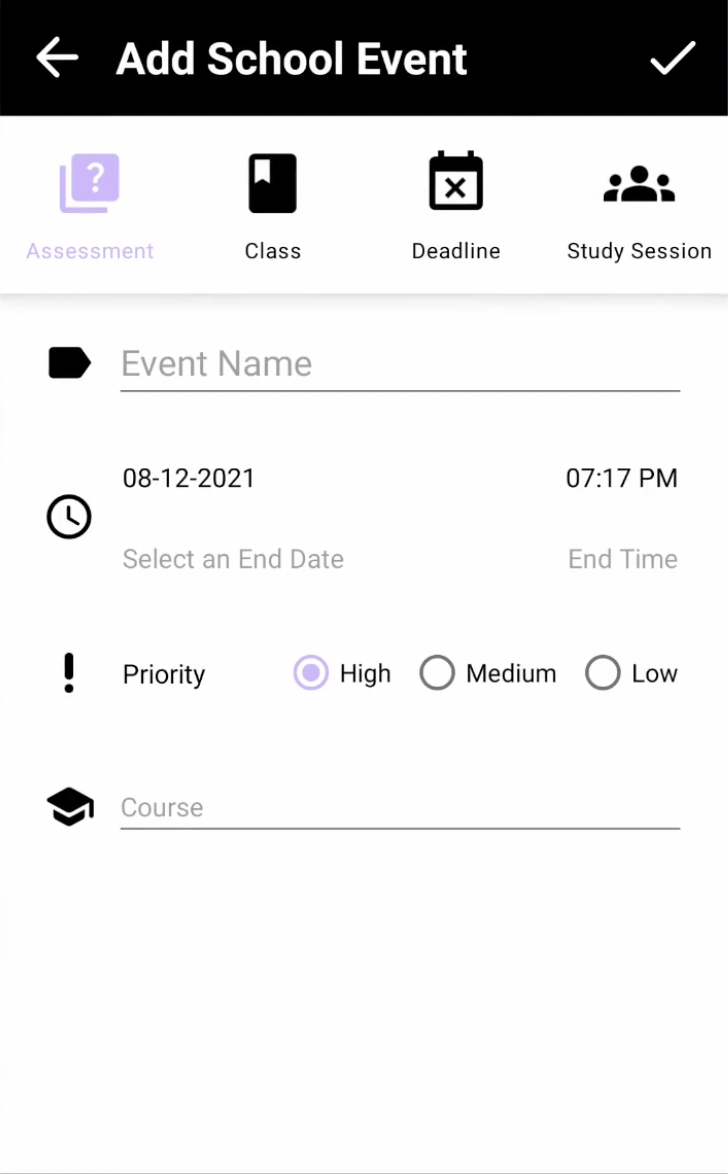 Add School Event
?
Assessment Class Deadline Study Session
Event Name
08-12-2021 07:17 PM
Select an End Date End Time
Priority High Medium Low
Course